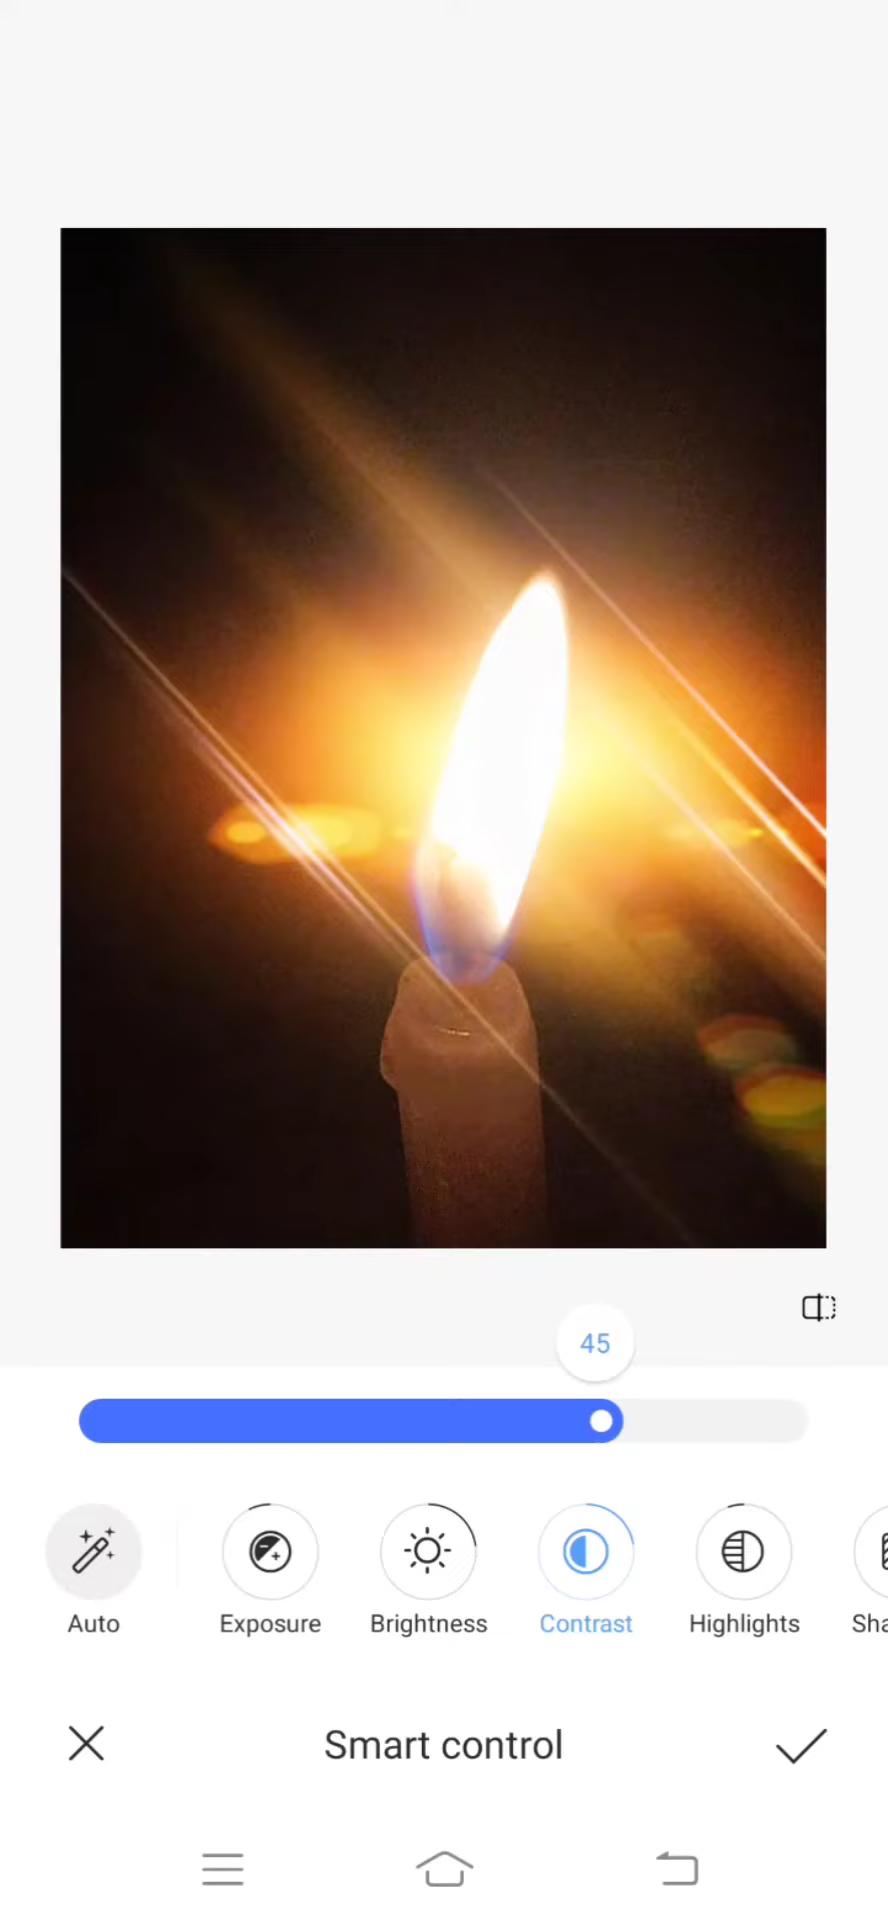 45
Auto
Exposure
Brightness
Contrast
Highlights
Smart control